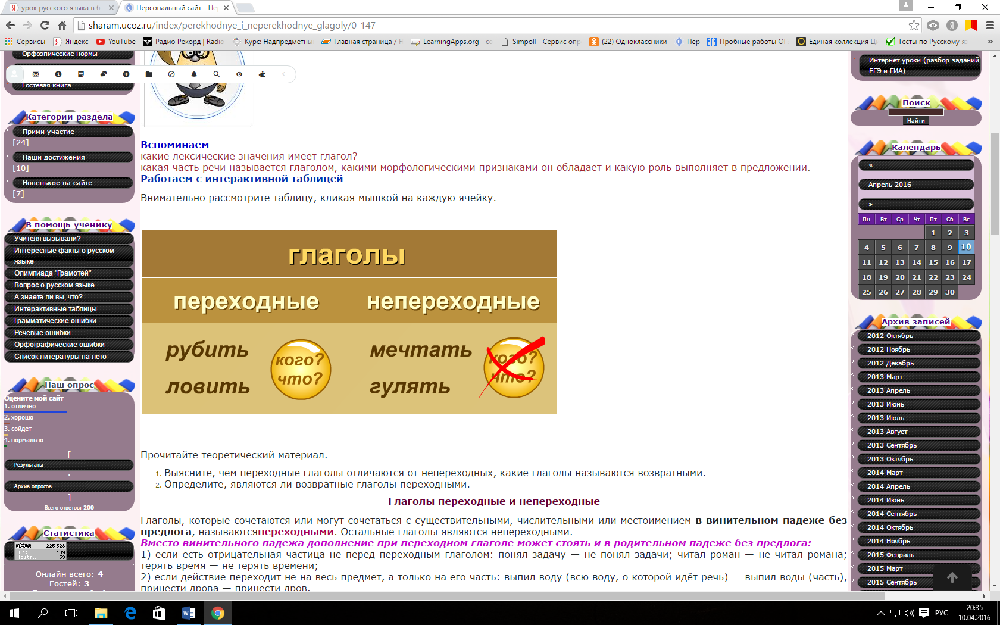 урок русского языка в 6-
Персональный сайт - Пе
sharam.ucoz.ru/index/perekhodnye_i_neperekhodnye_glagoly/0-147
Сервисы
Яндекс
YouTube
Радио Рекорд | Radio
Курс: Надпредметны
Главная страница / Н
LearningApps.org - со
Simpoll - Сервис опр
(22) Одноклассники
Пер
Пробные работы ОГ
Единая коллекция Ц
Тесты по Русскому я
»
Орфоэпические нормы
Гостевая книга
Категории раздела
Прими участие
[24]
Наши достижения
[10]
Новенькое на сайте
[7]
В помощь ученику
Учителя вызывали?
Интересные факты о русском
языке
Олимпиада "Грамотей"
Вопрос о русском языке
А знаете ли вы, что?
Интерактивные таблицы
Грамматические ошибки
Речевые ошибки
Орфографические ошибки
Список литературы на лето
Наш опрос
Оцените мой сайт
1. отлично
2. хорошо
3. сойдет
4. нормально
[
Результаты
·
Архив опросов
]
Всего ответов: 200
Статистика
uCoz 225 628
Hits...... 139
Hosts... 63
Онлайн всего: 4
Гостей: 3
Вспоминаем
какие лексические значения имеет глагол?
какая часть речи называется глаголом, какими морфологическими признаками он обладает и какую роль выполняет в предложении.
Работаем с интерактивной таблицей
Внимательно рассмотрите таблицу, кликая мышкой на каждую ячейку.
глаголы
переходные
непереходные
рубить
ловить
кого?
что?
мечтать
гулять
кого?
что?
Прочитайте теоретический материал.
1. Выясните, чем переходные глаголы отличаются от непереходных, какие глаголы называются возвратными.
2. Определите, являются ли возвратные глаголы переходными.
Глаголы переходные и непереходные
Глаголы, которые сочетаются или могут сочетаться с существительными, числительными или местоимением в винительном падеже без
предлога, называютсяпереходными. Остальные глаголы являются непереходными.
Вместо винительного падежа дополнение при переходном глаголе может стоять и в родительном падеже без предлога:
1) если есть отрицательная частица не перед переходным глаголом: понял задачу — не понял задачи; читал роман — не читал романа;
терять время — не терять времени;
2) если действие переходит не на весь предмет, а только на его часть: выпил воду (всю воду, о которой идёт речь) — выпил воды (часть),
принести дрова — принести дров.
Интернет уроки (разбор заданий
ЕГЭ и ГИА)
Поиск
Найти
Календарь
«
Апрель 2016
»
Пн Вт Ср Чт Пт Сб Вс
1 2 3
4 5 6 7 8 9 10
11 12 13 14 15 16 17
18 19 20 21 22 23 24
25 26 27 28 29 30
Архив записей
2012 Октябрь
2012 Ноябрь
2012 Декабрь
2013 Март
2013 Апрель
2013 Июнь
2013 Июль
2013 Август
2013 Сентябрь
2013 Октябрь
2014 Март
2014 Апрель
2014 Июнь
2014 Сентябрь
2014 Октябрь
2014 Ноябрь
2015 Февраль
2015 Март
2015 Сентябрь
РУС
20:35
10.04.2016